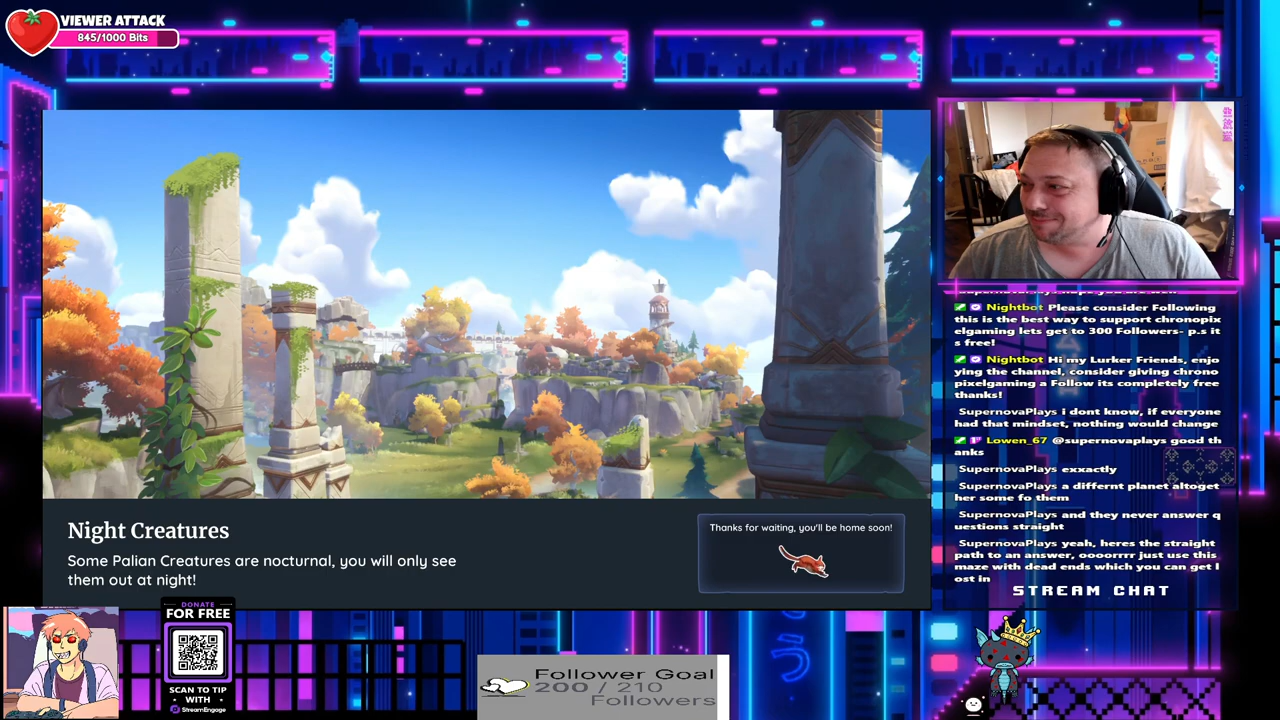 VIEWER ATTACK
845/1000 Bits
Nightbot Please consider Following
this is the best way to support chronopix
elgaming lets get to 300 Followers- p.s it
s free!
Nightbot Hi my Lurker Friends, enjo
ying the channel, consider giving chrono
pixelgaming a Follow its completely free
thanks!
SupernovaPlays i dont know, if everyone
had that mindset, nothing would change
Lowen_67 @supernovaplays good th
anks
SupernovaPlays exxactly
SupernovaPlays a differnt planet altoget
her some fo them
SupernovaPlays and they never answer q
uestions straight
SupernovaPlays yeah, heres the straight
path to an answer, oooorrrr just use this
maze with dead ends which you can get l
ost in
STREAM CHAT
Night Creatures
Some Palian Creatures are nocturnal, you will only see
them out at night!
Thanks for waiting, you'll be home soon!
DONATE
FOR FREE
SCAN TO TIP
WITH
StreamEngage
Follower Goal
200 / 210
Followers
う